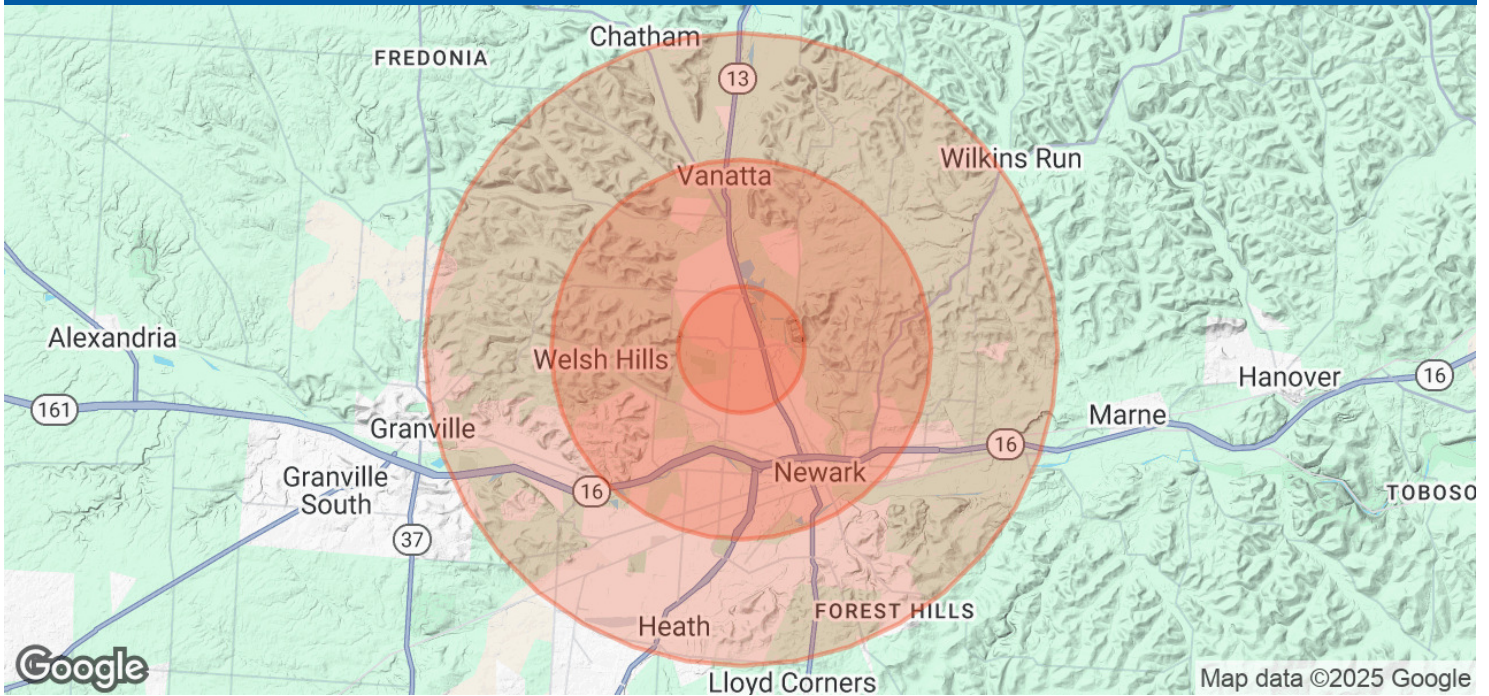 Chatham
FREDONIA
13
Wilkins Run
Vanatta
Alexandria
Welsh Hills
Hanover
16
161
Marne
Granville
16
Newark
Granville
South
16
TOBOSO
37
FOREST HILLS
Heath
Lloyd Corners
Google
Map data ©2025 Google